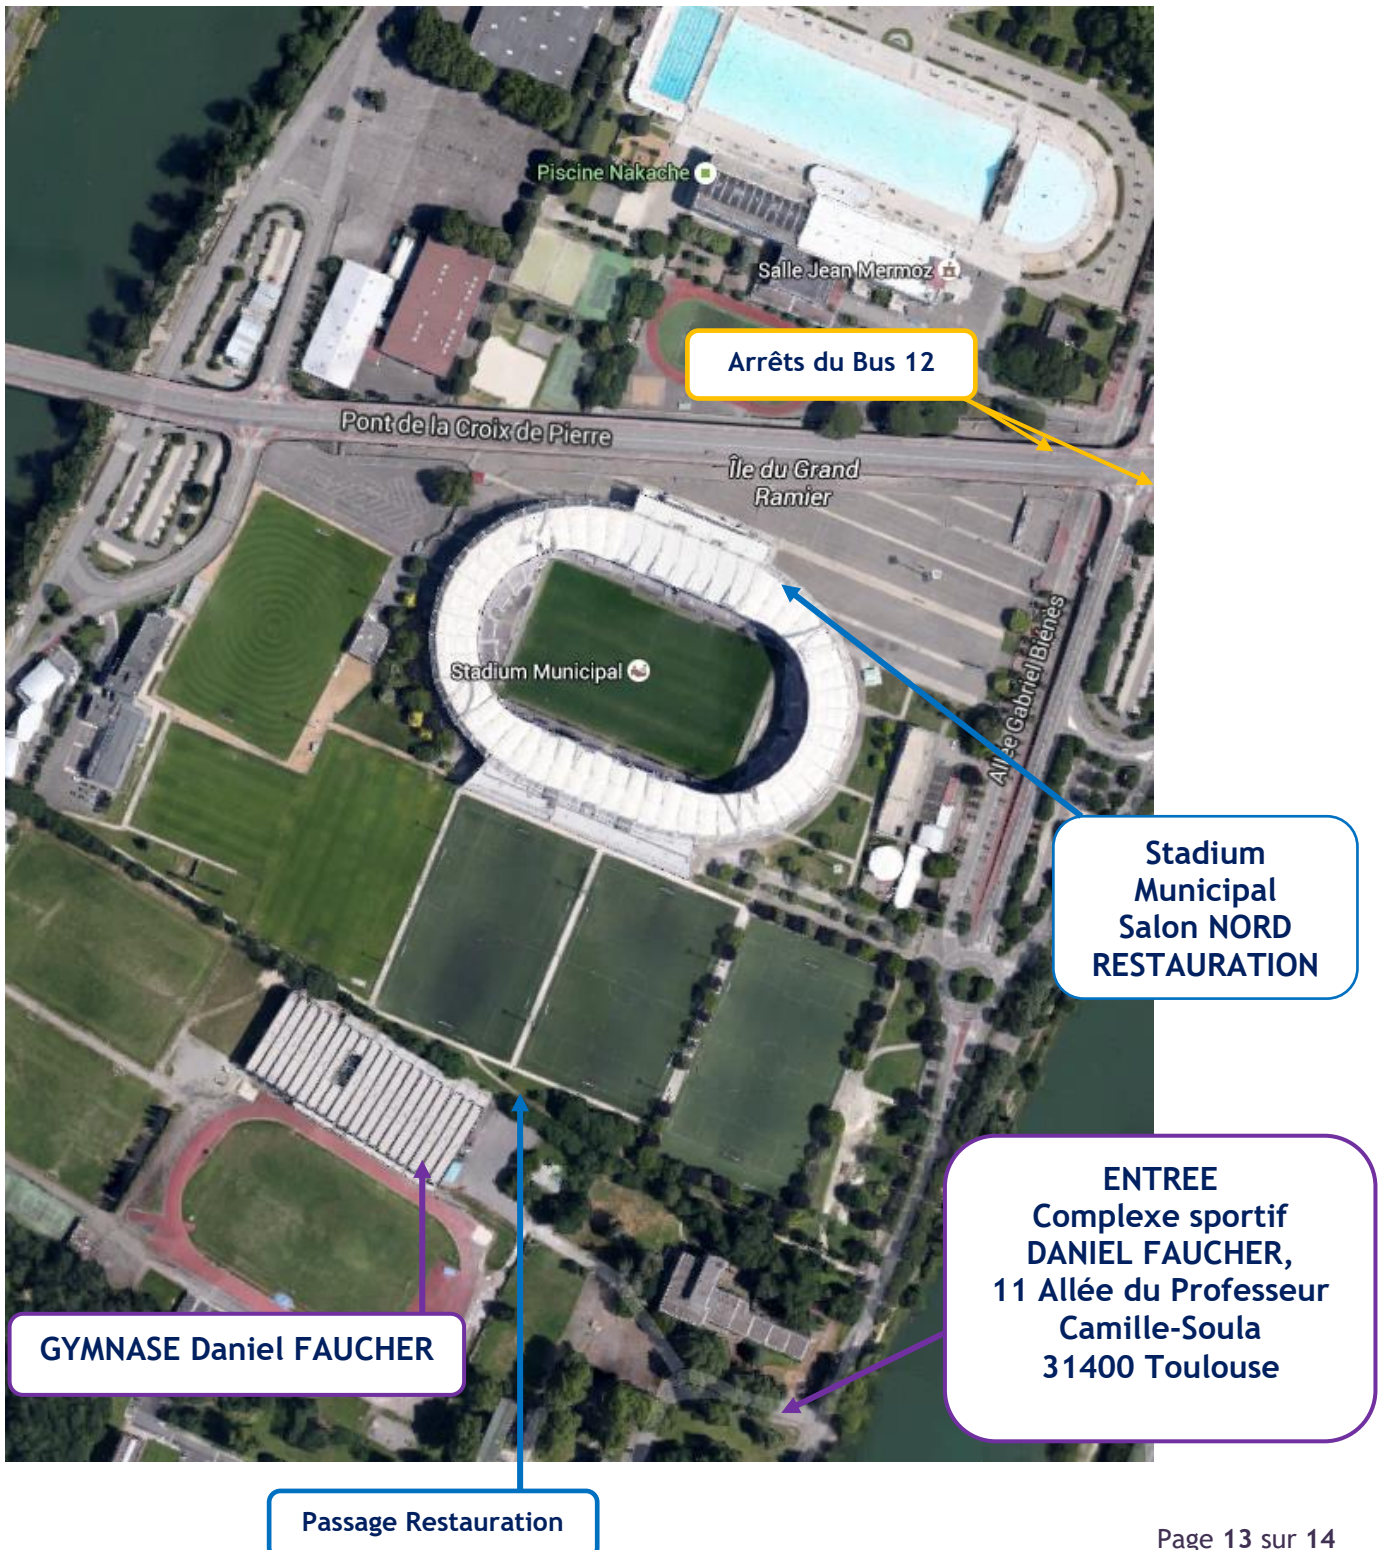 Piscine Nakache
Salle Jean Mermoz
Arrêts du Bus 12
Pont de la Croix de Pierre
Île du Grand
Ramier
Stadium Municipal
Allée Gabriel Biénès
Stadium
Municipal
Salon NORD
RESTAURATION
ENTREE
Complexe sportif
DANIEL FAUCHER,
11 Allée du Professeur
Camille-Soula
31400 Toulouse
GYMNASE Daniel FAUCHER
Passage Restauration
Page 13 sur 14